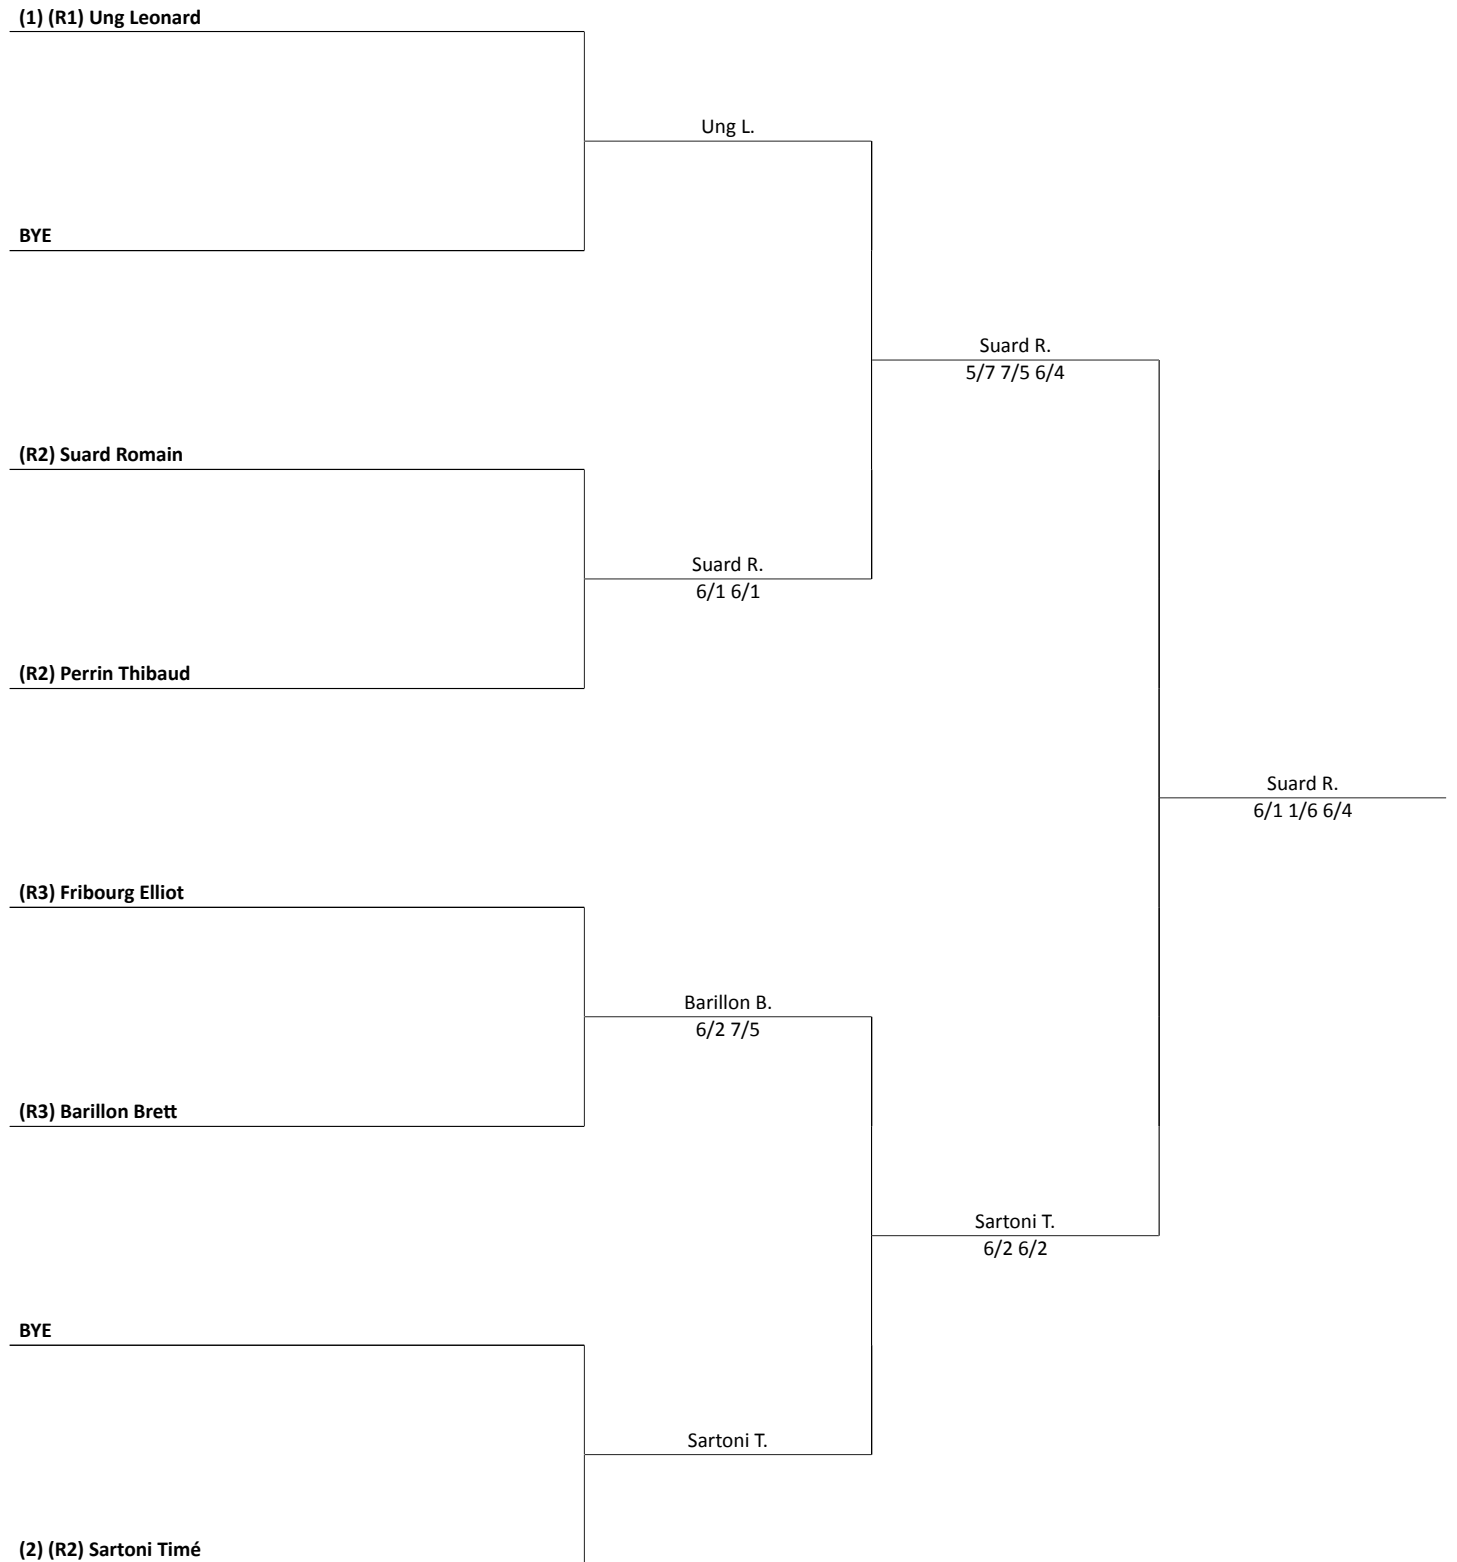 (1) (R1) Ung Leonard
Ung L.
BYE
Suard R.
5/7 7/5 6/4
(R2) Suard Romain
Suard R.
6/1 6/1
(R2) Perrin Thibaud
Suard R.
6/1 1/6 6/4
(R3) Fribourg Elliot
Barillon B.
6/2 7/5
(R3) Barillon Brett
Sartoni T.
6/2 6/2
BYE
Sartoni T.
(2) (R2) Sartoni Timé